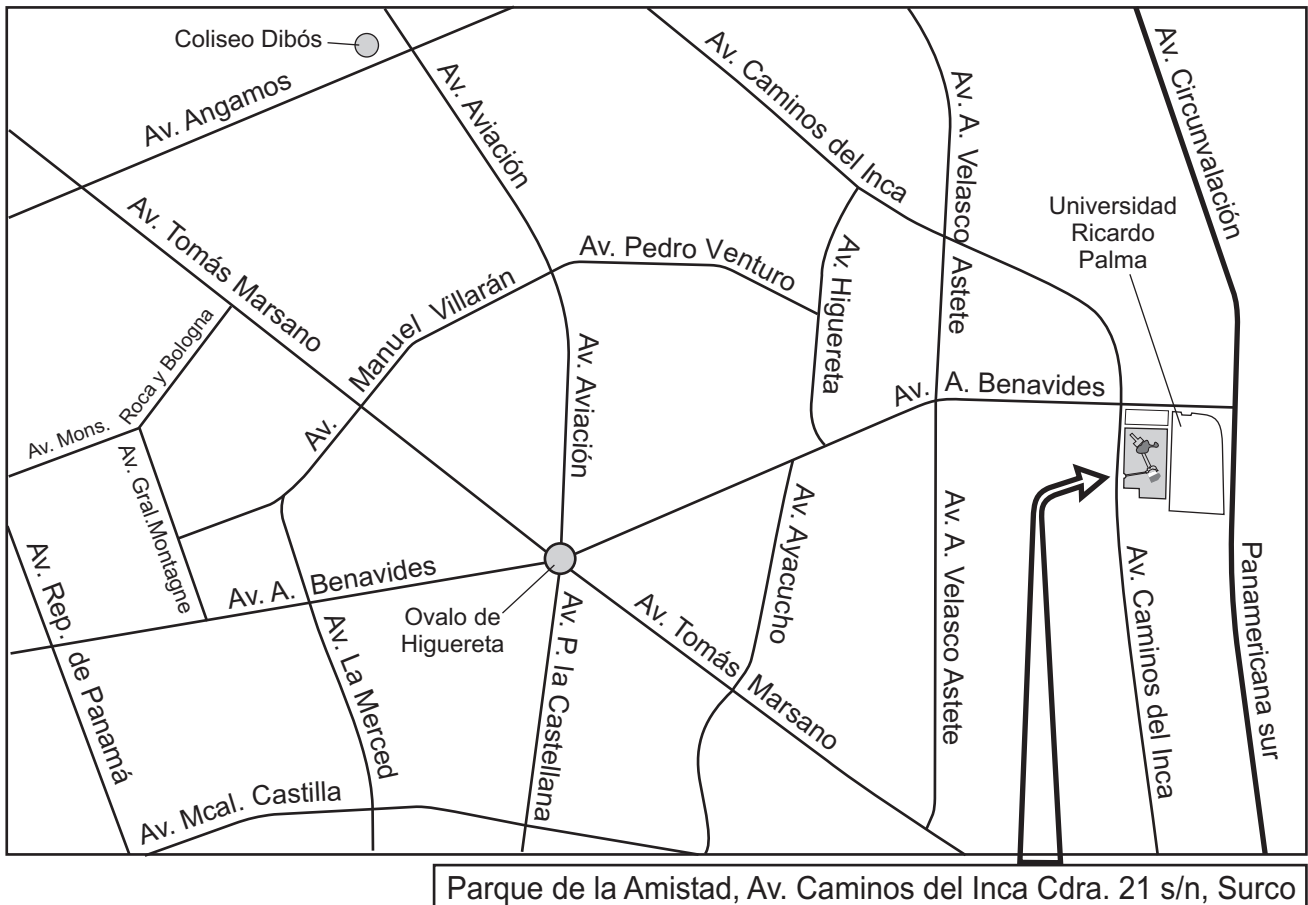 Coliseo Dibós
Av. Angamos
Av. Aviación
Av. Caminos del Inca
Av. A. Velasco Astete
Av. Circunvalación
Universidad
Ricardo
Palma
Av. Tomás Marsano
Av. Pedro Venturo
Av. Higuereta
Av. Manuel Villarán
Roca y Bologna
Av. Mons.
Av. Gral.Montagne
Av. Aviación
Av. A. Benavides
Av. Rep. de Panamá
Av. A. Benavides
Ovalo de
Higuereta
Av. Ayacucho
Av. A. Velasco Astete
Av. Caminos del Inca
Panamericana sur
Av. La Merced
Av. P. la Castellana
Av. Tomás Marsano
Av. Mcal. Castilla
Parque de la Amistad, Av. Caminos del Inca Cdra. 21 s/n, Surco